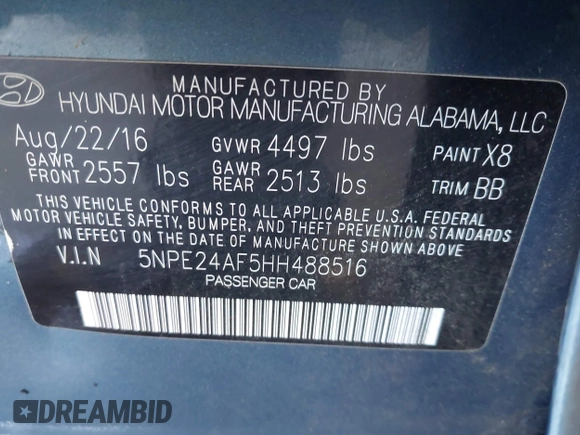 MANUFACTURED BY
HYUNDAI MOTOR MANUFACTURING ALABAMA, LLC
Aug/22/16 GVWR 4497 lbs PAINT X8
GAWR FRONT 2557 lbs GAWR REAR 2513 lbs TRIM BB
THIS VEHICLE CONFORMS TO ALL APPLICABLE U.S.A. FEDERAL
MOTOR VEHICLE SAFETY, BUMPER, AND THEFT PREVENTION STANDARDS
IN EFFECT ON THE DATE OF MANUFACTURE SHOWN ABOVE.
V.I.N 5NPE24AF5HH488516
PASSENGER CAR
DREAMBID